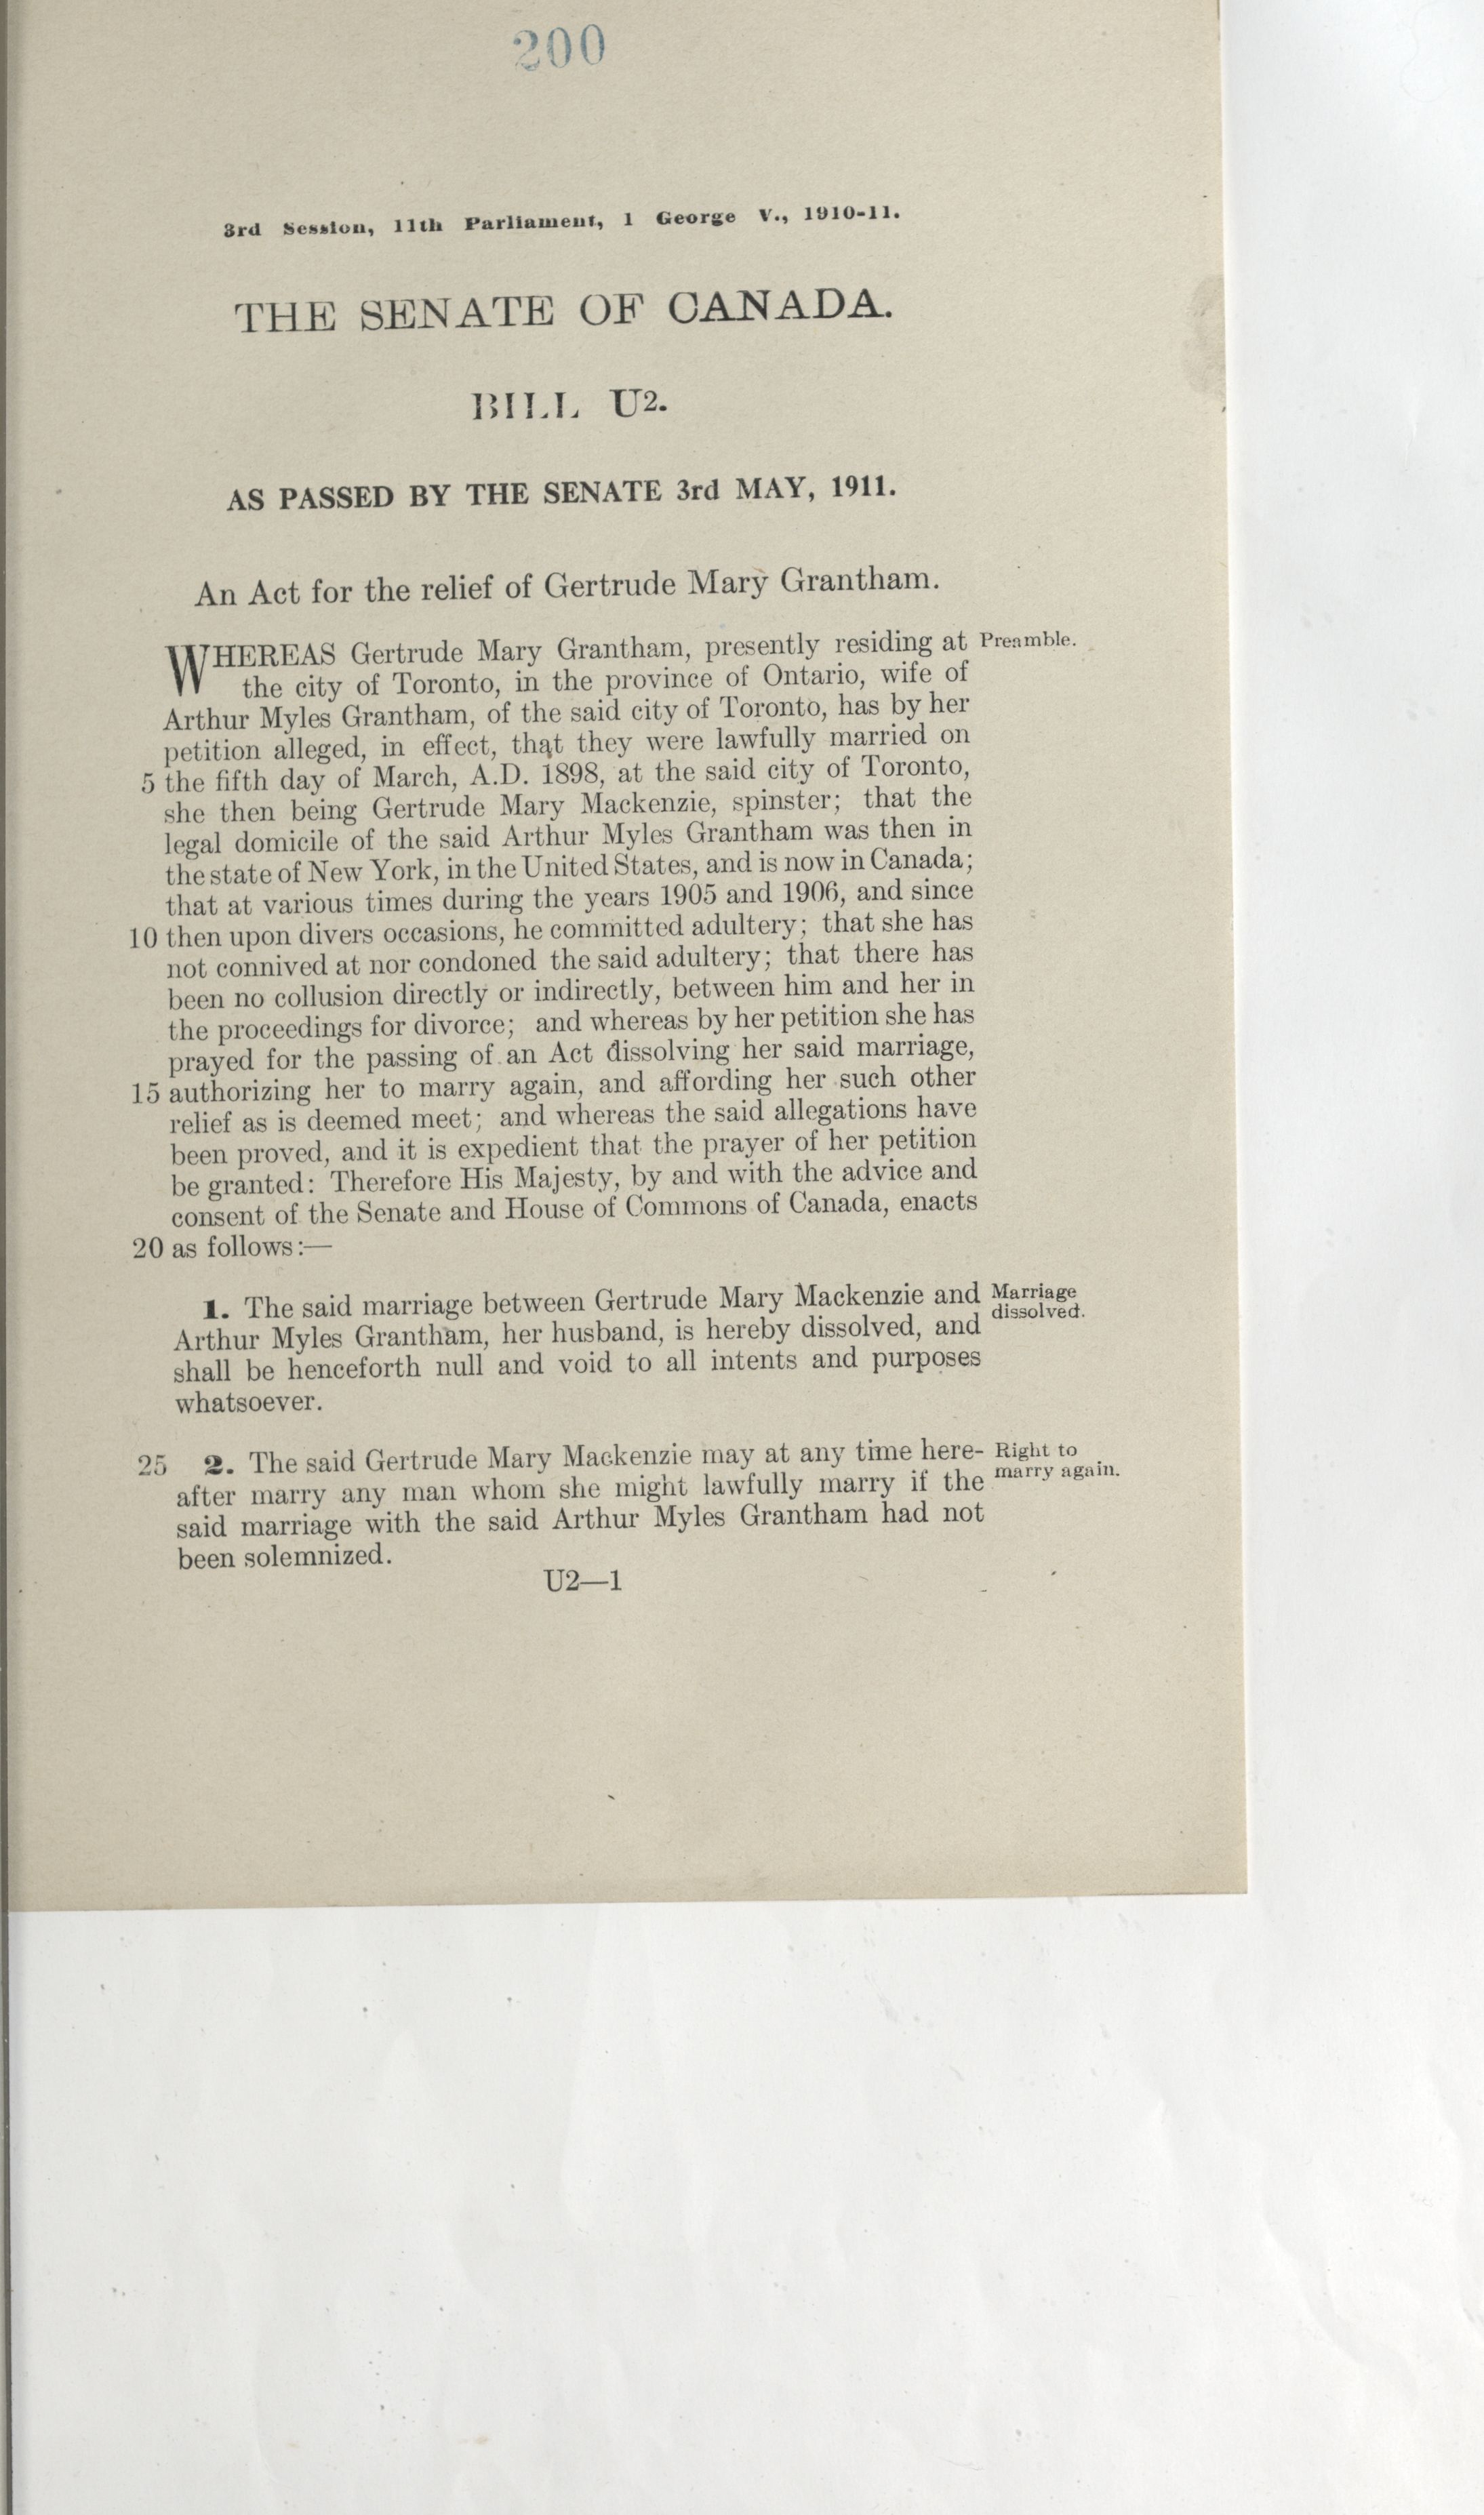 200
3rd Session, 11th Parliament, 1 George V., 1910-11.
THE SENATE OF CANADA.
BILL U2.
AS PASSED BY THE SENATE 3rd MAY, 1911.
An Act for the relief of Gertrude Mary Grantham.
WHEREAS Gertrude Mary Grantham, presently residing at Preamble.
the city of Toronto, in the province of Ontario, wife of
Arthur Myles Grantham, of the said city of Toronto, has by her
petition alleged, in effect, that they were lawfully married on
5 the fifth day of March, A.D. 1898, at the said city of Toronto,
she then being Gertrude Mary Mackenzie, spinster; that the
legal domicile of the said Arthur Myles Grantham was then in
the state of New York, in the United States, and is now in Canada;
that at various times during the years 1905 and 1906, and since
10 then upon divers occasions, he committed adultery; that she has
not connived at nor condoned the said adultery; that there has
been no collusion directly or indirectly, between him and her in
the proceedings for divorce; and whereas by her petition she has
prayed for the passing of an Act dissolving her said marriage,
15 authorizing her to marry again, and affording her such other
relief as is deemed meet; and whereas the said allegations have
been proved, and it is expedient that the prayer of her petition
be granted: Therefore His Majesty, by and with the advice and
consent of the Senate and House of Commons of Canada, enacts
20 as follows:—
1. The said marriage between Gertrude Mary Mackenzie and Marriage
Arthur Myles Grantham, her husband, is hereby dissolved, and dissolved.
shall be henceforth null and void to all intents and purposes
whatsoever.
25 2. The said Gertrude Mary Mackenzie may at any time here- Right to
after marry any man whom she might lawfully marry if the marry again.
said marriage with the said Arthur Myles Grantham had not
been solemnized.
U2—1